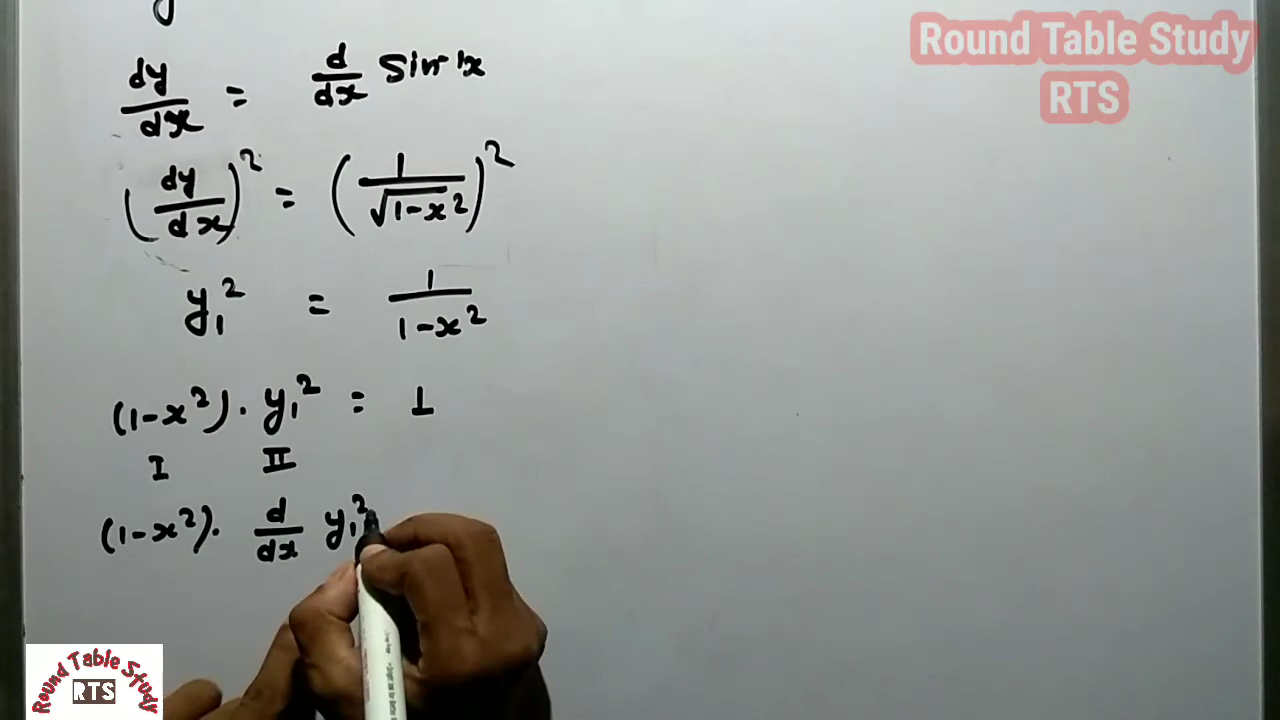 Round Table Study
RTS
y
dy/dx = d/dx Sin⁻¹x
(dy/dx)² = (1/√1-x²)²
y₁² = 1/1-x²
(1-x²). y₁² = 1
I II
(1-x²). d/dx y₁²
Round Table Study
RTS